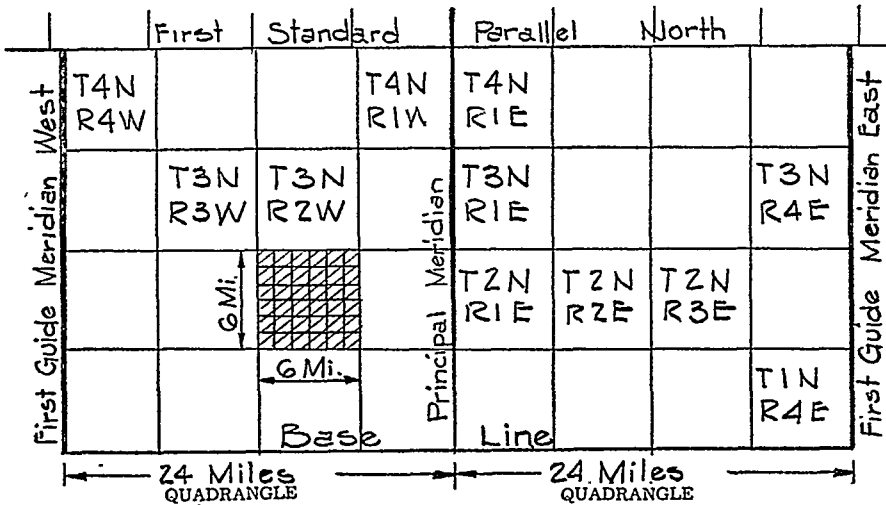 First Standard Parallel North
First Guide Meridian West
T4N
R4W
T4N
R1W
T4N
R1E
T3N
R3W
T3N
R2W
Principal Meridian
T3N
R1E
T3N
R4E
First Guide Meridian East
6 Mi.
6 Mi.
T2N
R1E
T2N
R2E
T2N
R3E
T1N
R4E
Base Line
24 Miles
QUADRANGLE
24 Miles
QUADRANGLE